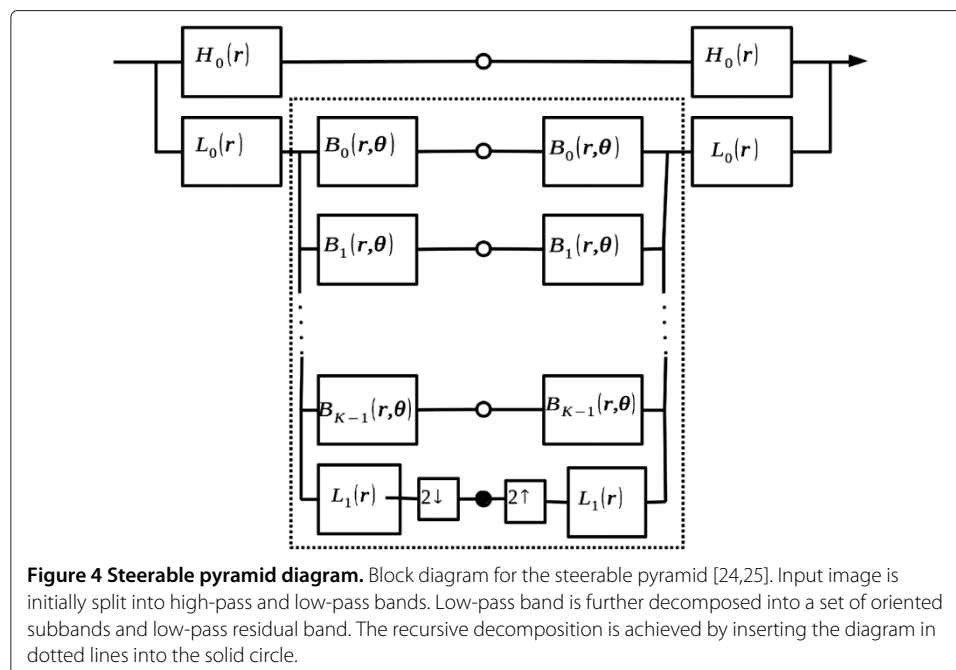 H₀(r) H₀(r)
L₀(r) B₀(r,θ) B₀(r,θ) L₀(r)
B₁(r,θ) B₁(r,θ)
B_{K−1}(r,θ) B_{K−1}(r,θ)
L₁(r) 2↓ 2↑ L₁(r)
Figure 4 Steerable pyramid diagram. Block diagram for the steerable pyramid [24,25]. Input image is
initially split into high-pass and low-pass bands. Low-pass band is further decomposed into a set of oriented
subbands and low-pass residual band. The recursive decomposition is achieved by inserting the diagram in
dotted lines into the solid circle.